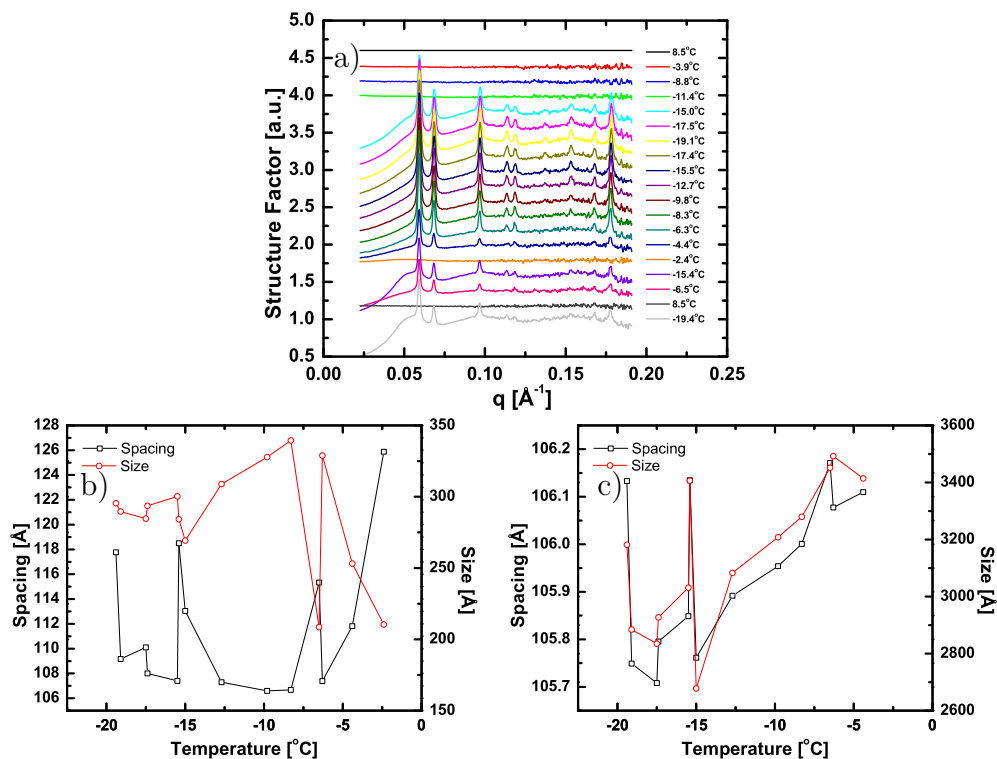 a)
Structure Factor [a.u.]
5.0
4.5
4.0
3.5
3.0
2.5
2.0
1.5
1.0
0.5
0.00
0.05
0.10
0.15
0.20
0.25
q [Å⁻¹]
8.5°C
-3.9°C
-8.8°C
-11.4°C
-15.0°C
-17.5°C
-19.1°C
-17.4°C
-15.5°C
-12.7°C
-9.8°C
-8.3°C
-6.3°C
-4.4°C
-2.4°C
-15.4°C
-6.5°C
8.5°C
-19.4°C
b)
Spacing
Size
Spacing [Å]
128
126
124
122
120
118
116
114
112
110
108
106
-20
-15
-10
-5
0
Temperature [°C]
350
300
250
200
150
Size [Å]
c)
Spacing
Size
Spacing [Å]
106.2
106.1
106.0
105.9
105.8
105.7
-20
-15
-10
-5
0
Temperature [°C]
3600
3400
3200
3000
2800
2600
Size [Å]